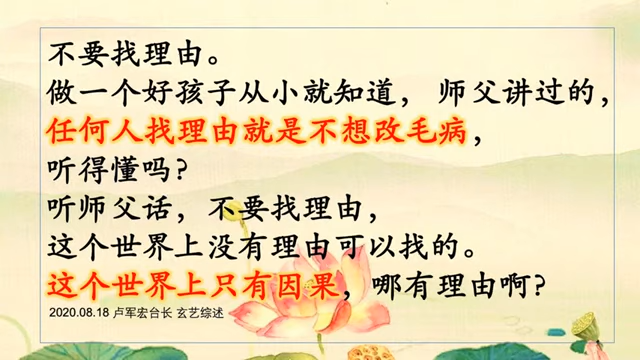 不要找理由。
做一个好孩子从小就知道， 师父讲过的，
任何人找理由就是不想改毛病，
听得懂吗？
听师父话，不要找理由，
这个世界上没有理由可以找的。
这个世界上只有因果，哪有理由啊？
2020.08.18 卢军宏台长 玄艺综述